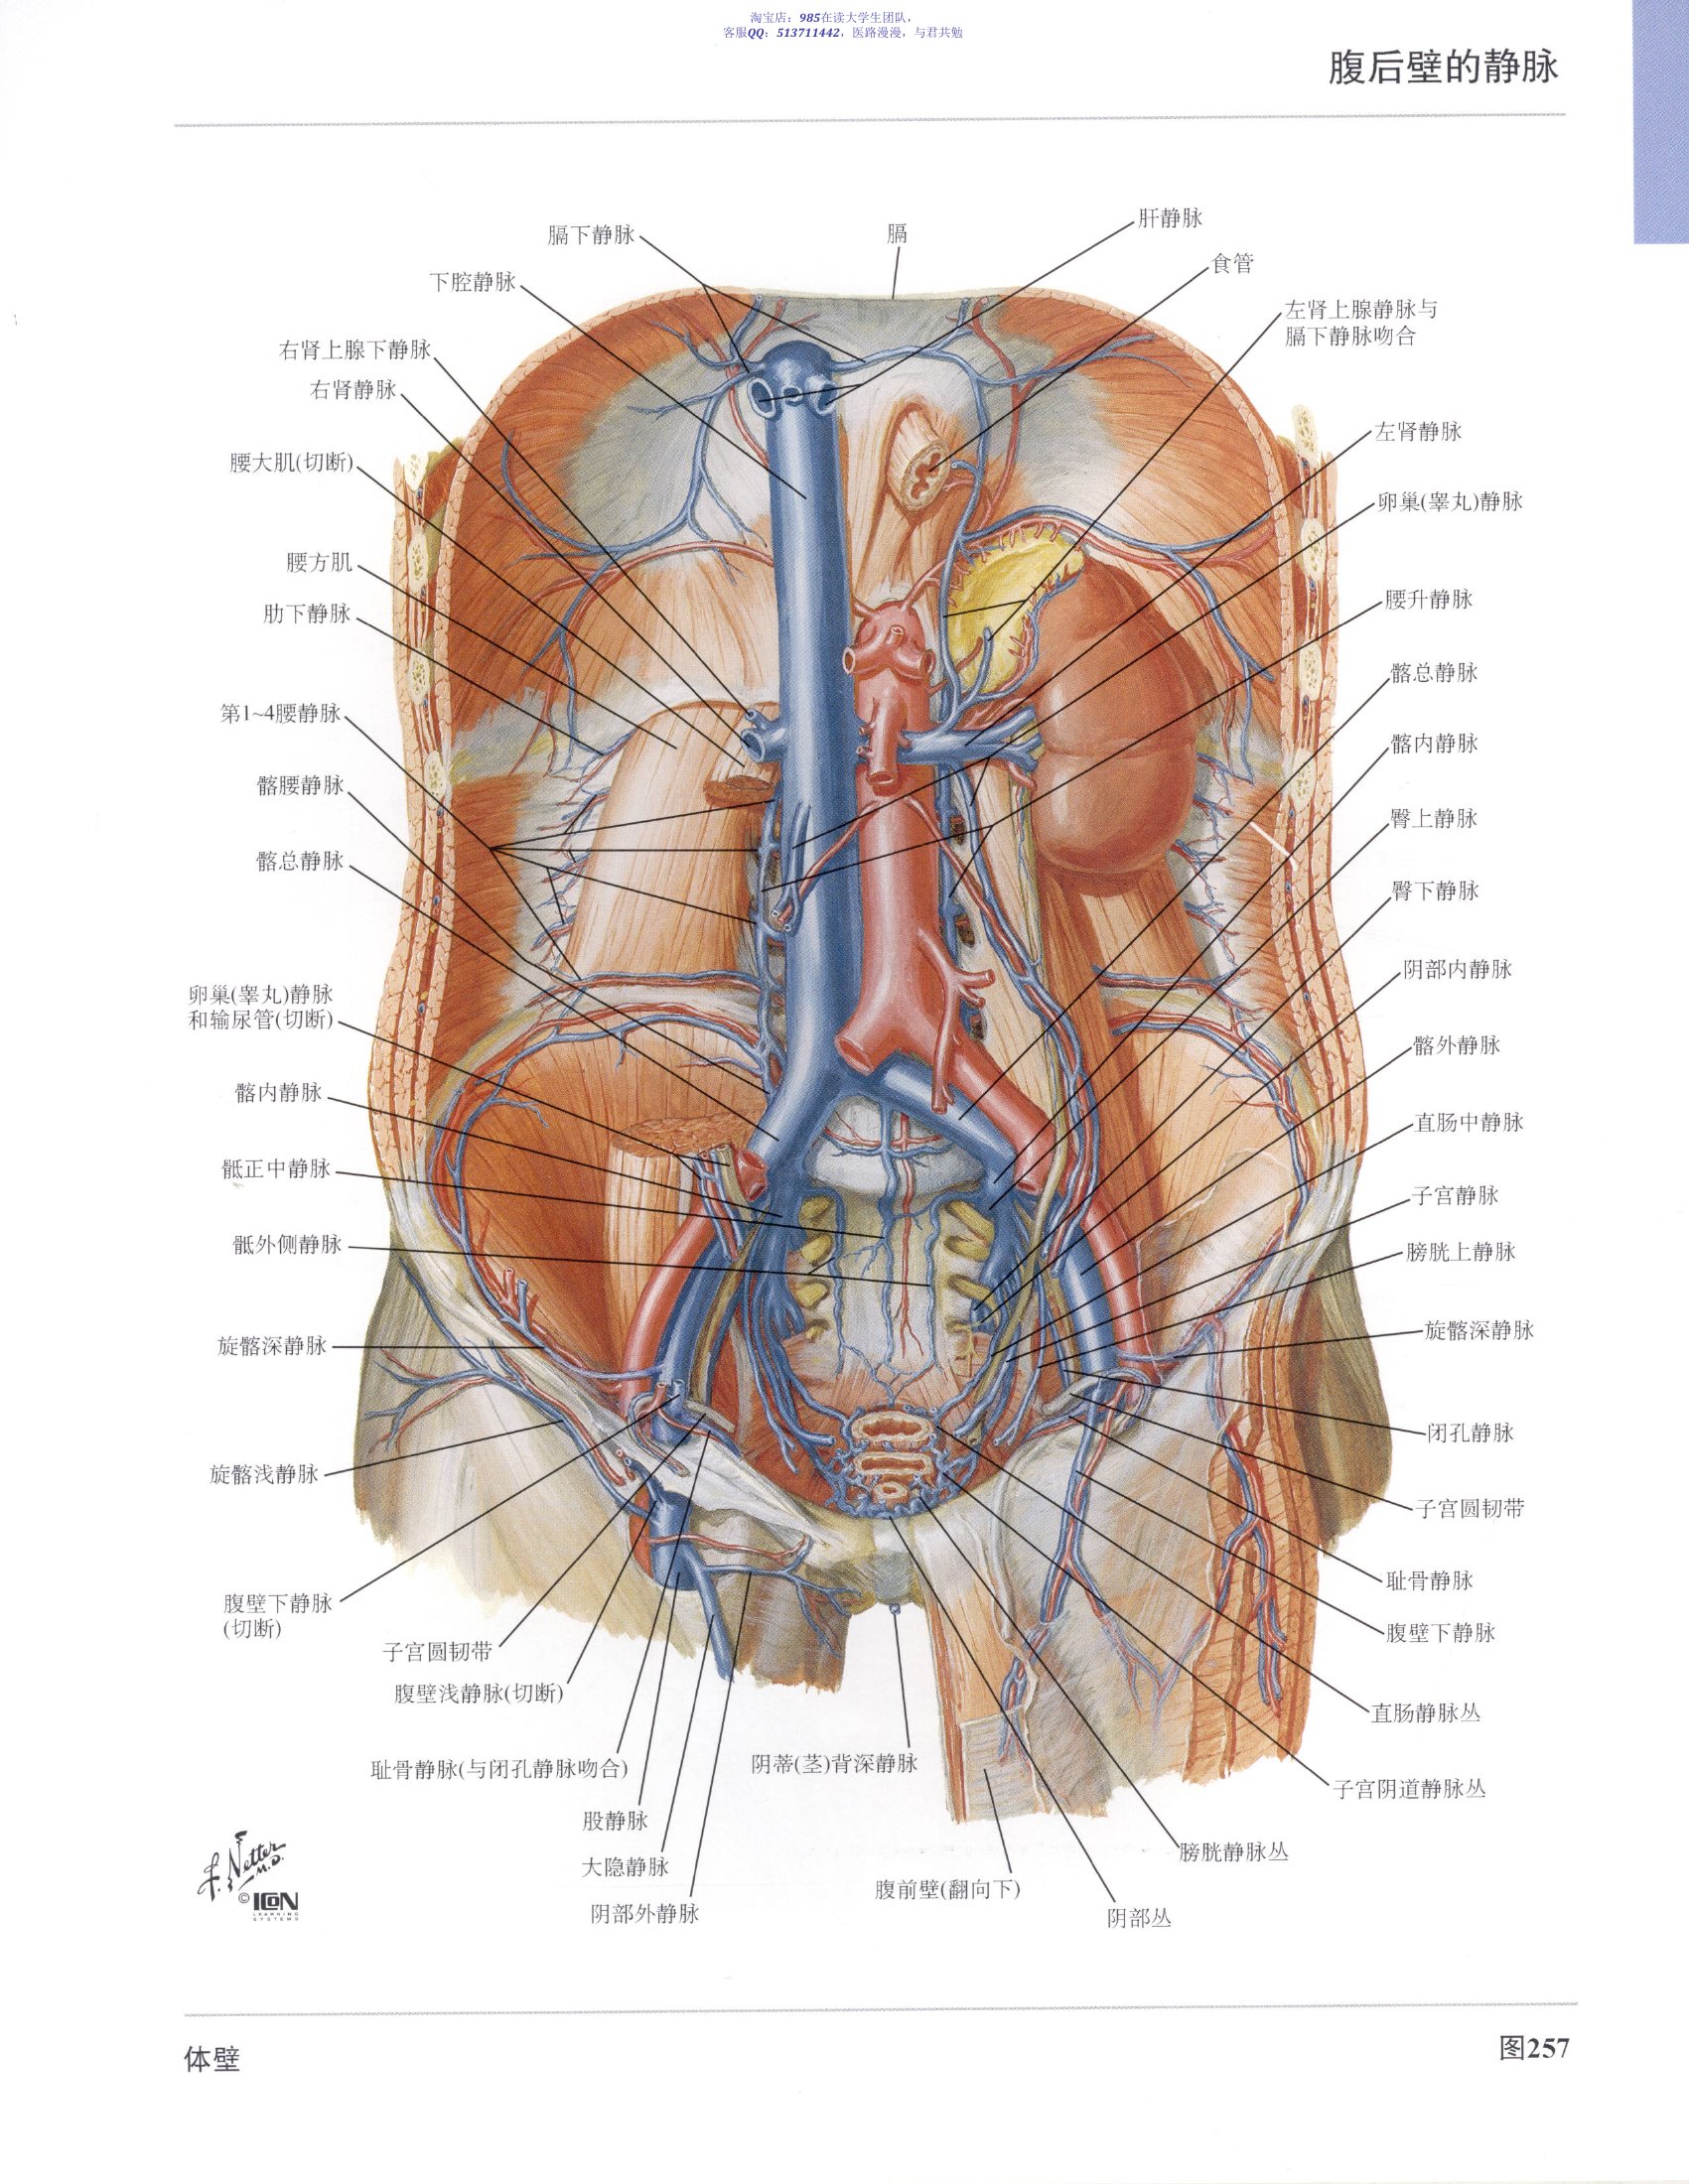 淘宝店：985在读大学生团队，
客服QQ：513711442，医路漫漫，与君共勉
腹后壁的静脉
膈下静脉
下腔静脉
右肾上腺下静脉
右肾静脉
腰大肌(切断)
腰方肌
肋下静脉
第1~4腰静脉
髂腰静脉
髂总静脉
卵巢(睾丸)静脉
和输尿管(切断)
髂内静脉
骶正中静脉
骶外侧静脉
旋髂深静脉
旋髂浅静脉
腹壁下静脉
(切断)
子宫圆韧带
腹壁浅静脉(切断)
耻骨静脉(与闭孔静脉吻合)
股静脉
大隐静脉
阴部外静脉
膈
肝静脉
食管
左肾上腺静脉与
膈下静脉吻合
左肾静脉
卵巢(睾丸)静脉
腰升静脉
髂总静脉
髂内静脉
臀上静脉
臀下静脉
阴部内静脉
髂外静脉
直肠中静脉
子宫静脉
膀胱上静脉
旋髂深静脉
闭孔静脉
子宫圆韧带
耻骨静脉
腹壁下静脉
直肠静脉丛
子宫阴道静脉丛
膀胱静脉丛
阴部丛
腹前壁(翻向下)
阴蒂(茎)背深静脉
F. Netter
M.D.
© ICON
LEARNING
SYSTEMS
体壁
图257